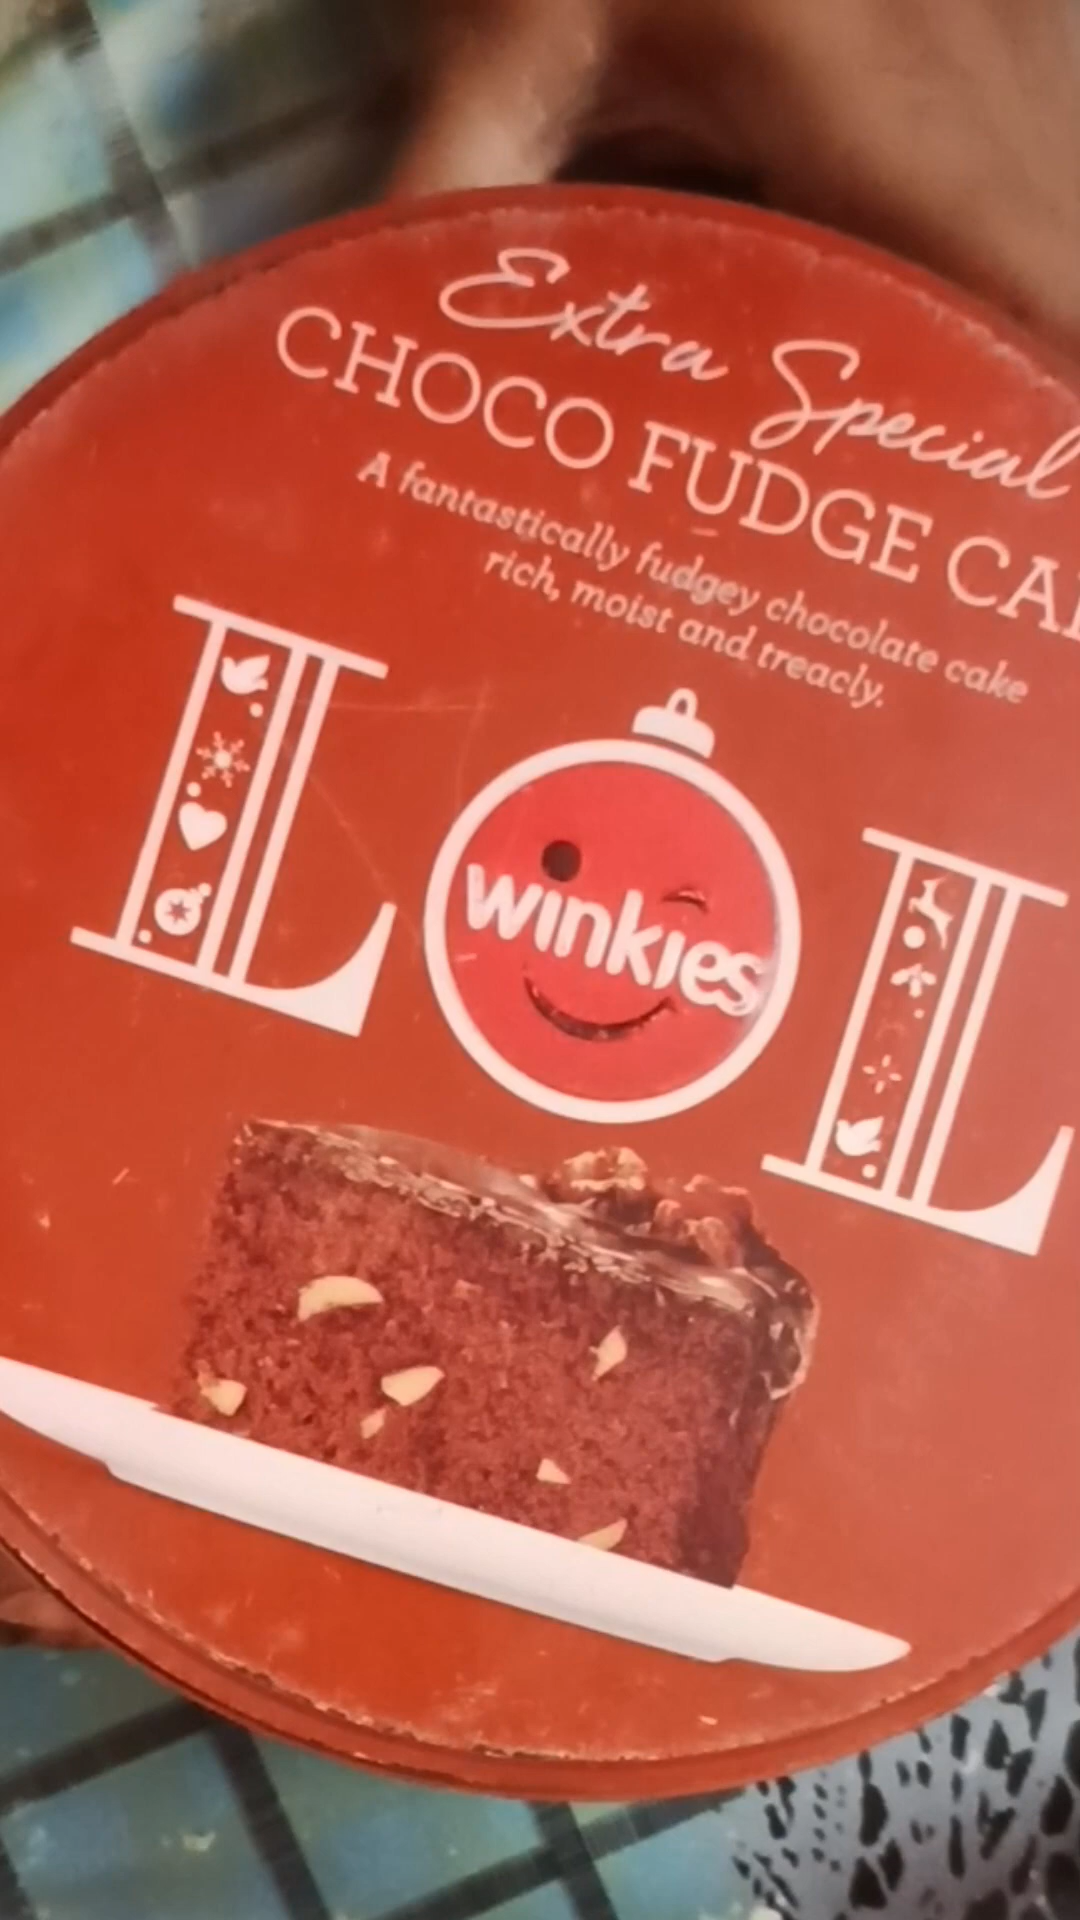 Extra Special
CHOCO FUDGE
A fantastically fudgey chocolate cake
rich, moist and treacly.
L L
winkies